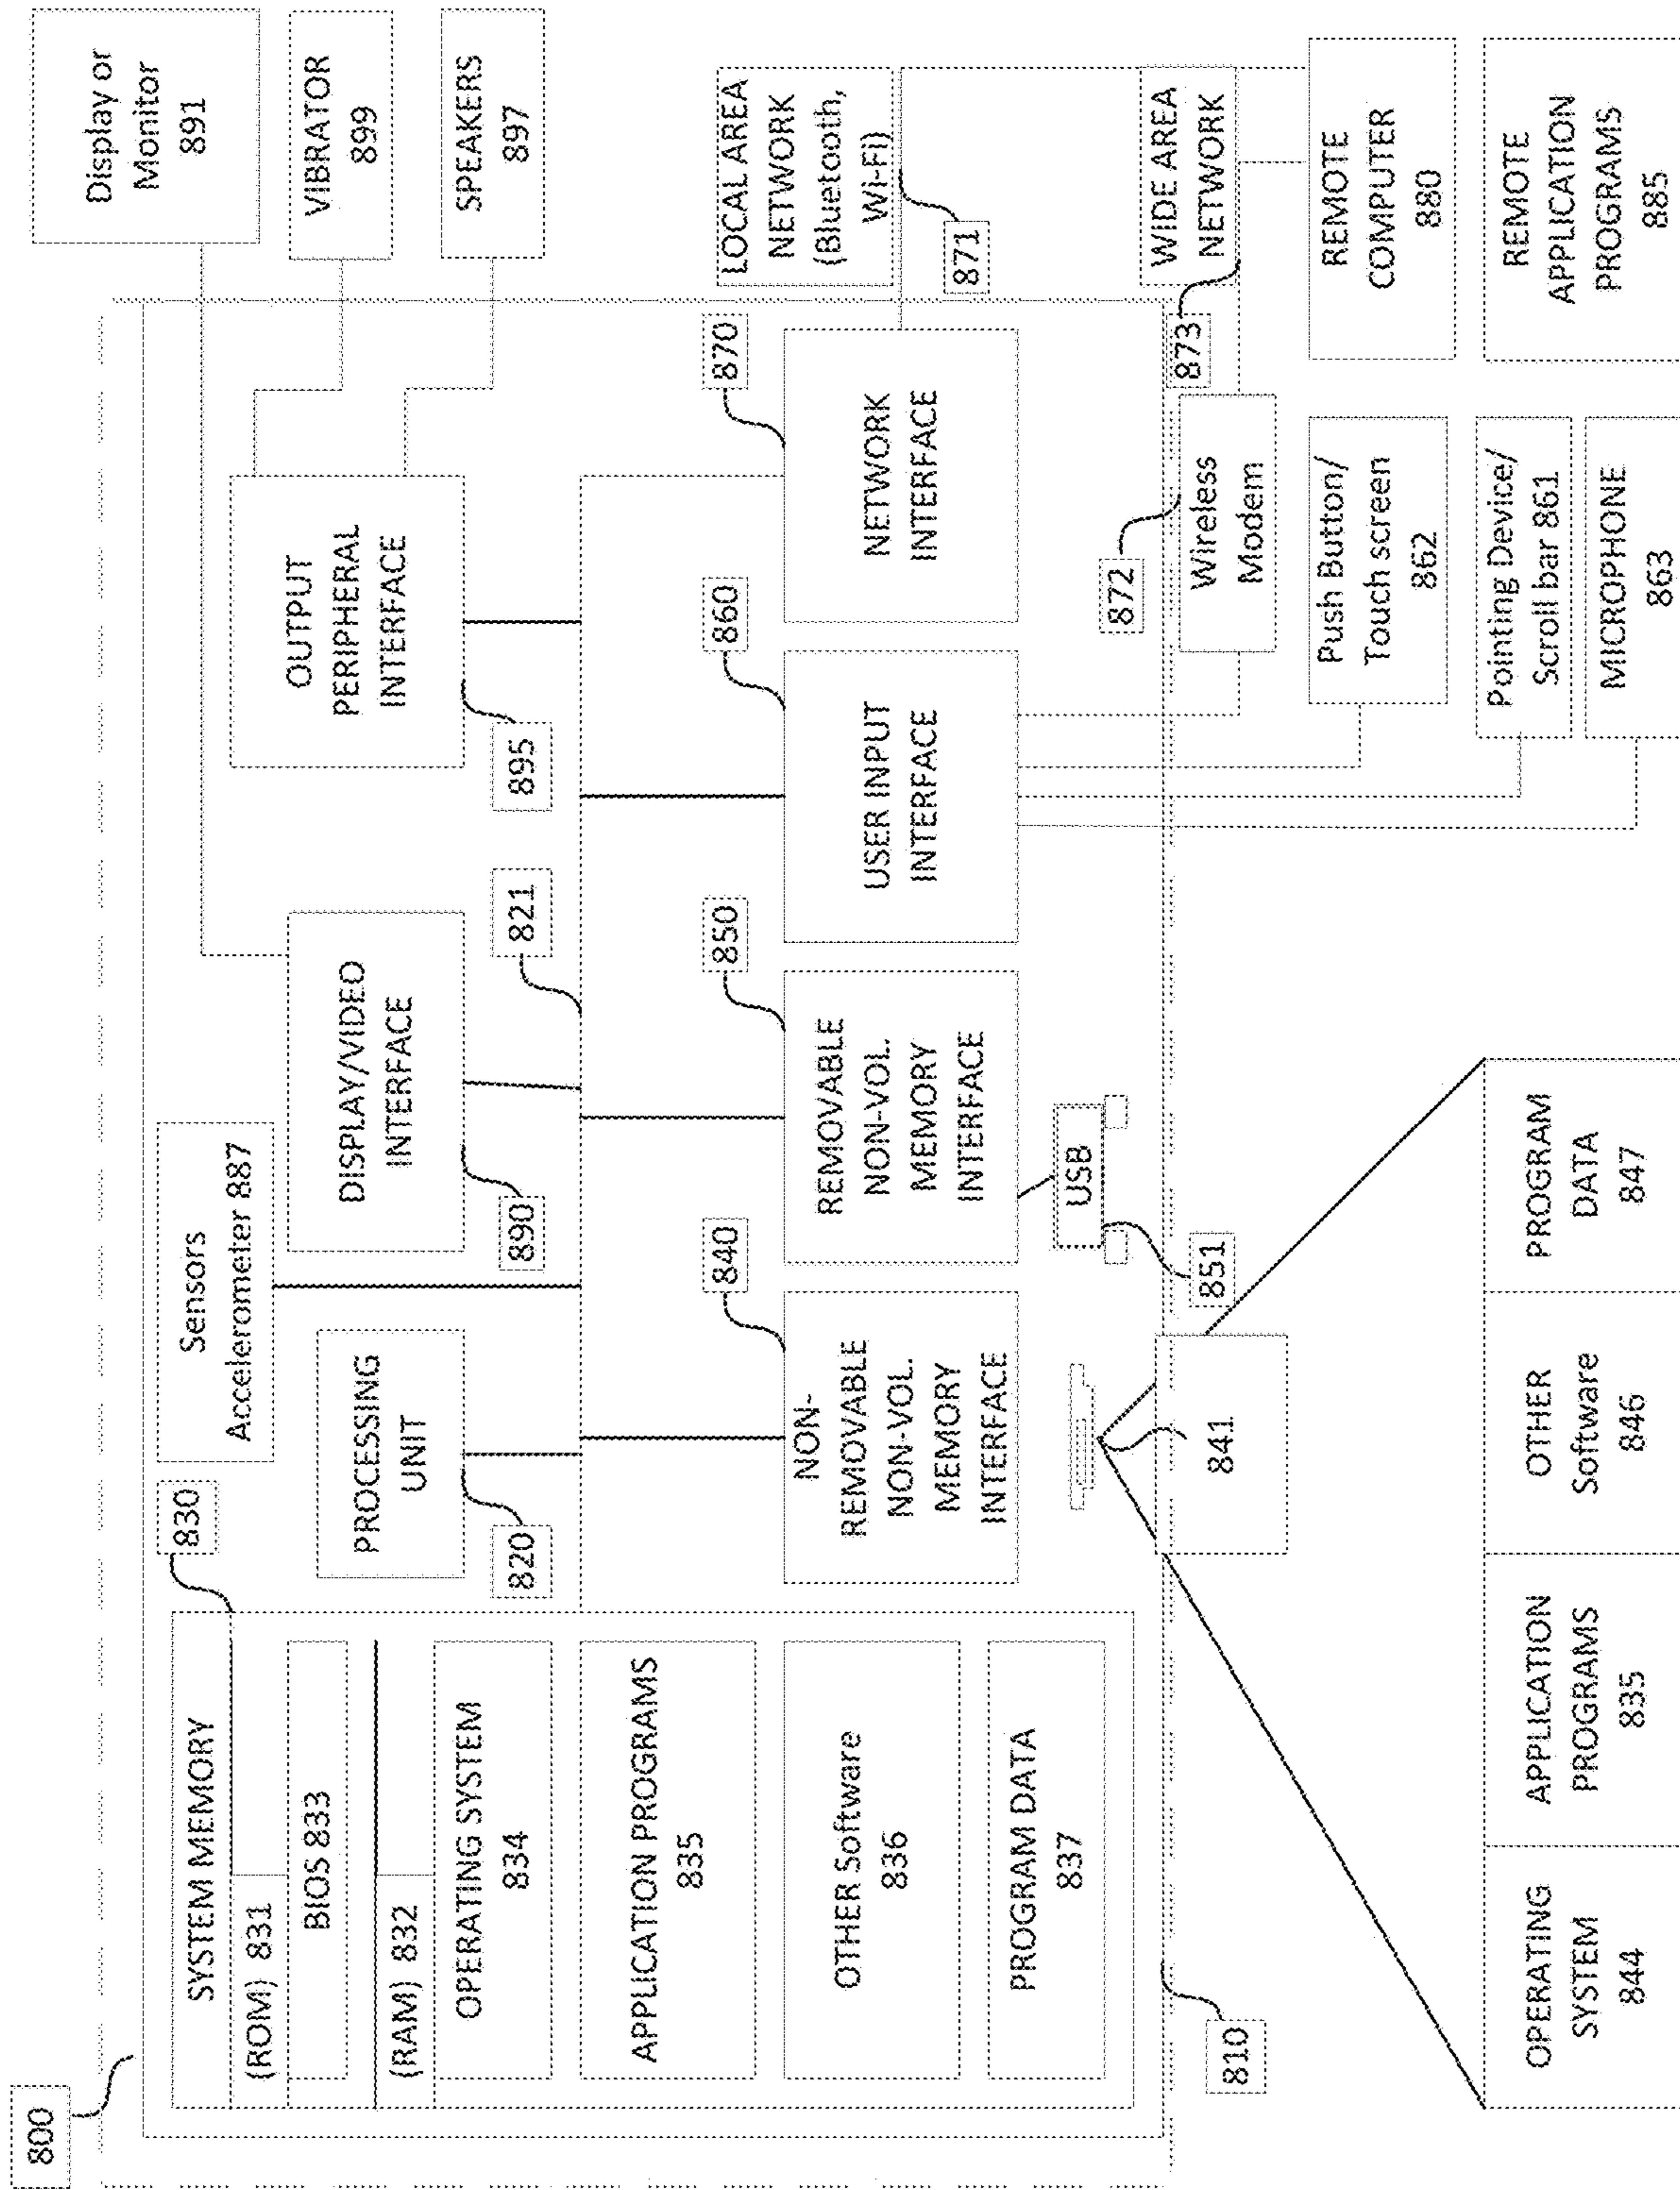 800
SYSTEM MEMORY
830
(ROM) 831
BIOS 833
(RAM) 832
OPERATING SYSTEM
834
APPLICATION PROGRAMS
835
OTHER Software
836
PROGRAM DATA
837
810
Sensors
Accelerometer 887
PROCESSING
UNIT
820
DISPLAY/VIDEO
INTERFACE
890
821
OUTPUT
PERIPHERAL
INTERFACE
895
Display or
Monitor
891
VIBRATOR
899
SPEAKERS
897
840
NON-
REMOVABLE
NON-VOL.
MEMORY
INTERFACE
850
REMOVABLE
NON-VOL.
MEMORY
INTERFACE
860
USER INPUT
INTERFACE
870
NETWORK
INTERFACE
LOCAL AREA
NETWORK
(Bluetooth,
Wi-Fi)
871
WIDE AREA
NETWORK
873
872
Wireless
Modem
USB
851
841
Push Button/
Touch screen
862
Pointing Device/
Scroll bar 861
MICROPHONE
863
REMOTE
COMPUTER
880
REMOTE
APPLICATION
PROGRAMS
885
OPERATING
SYSTEM
844
APPLICATION
PROGRAMS
835
OTHER
Software
846
PROGRAM
DATA
847